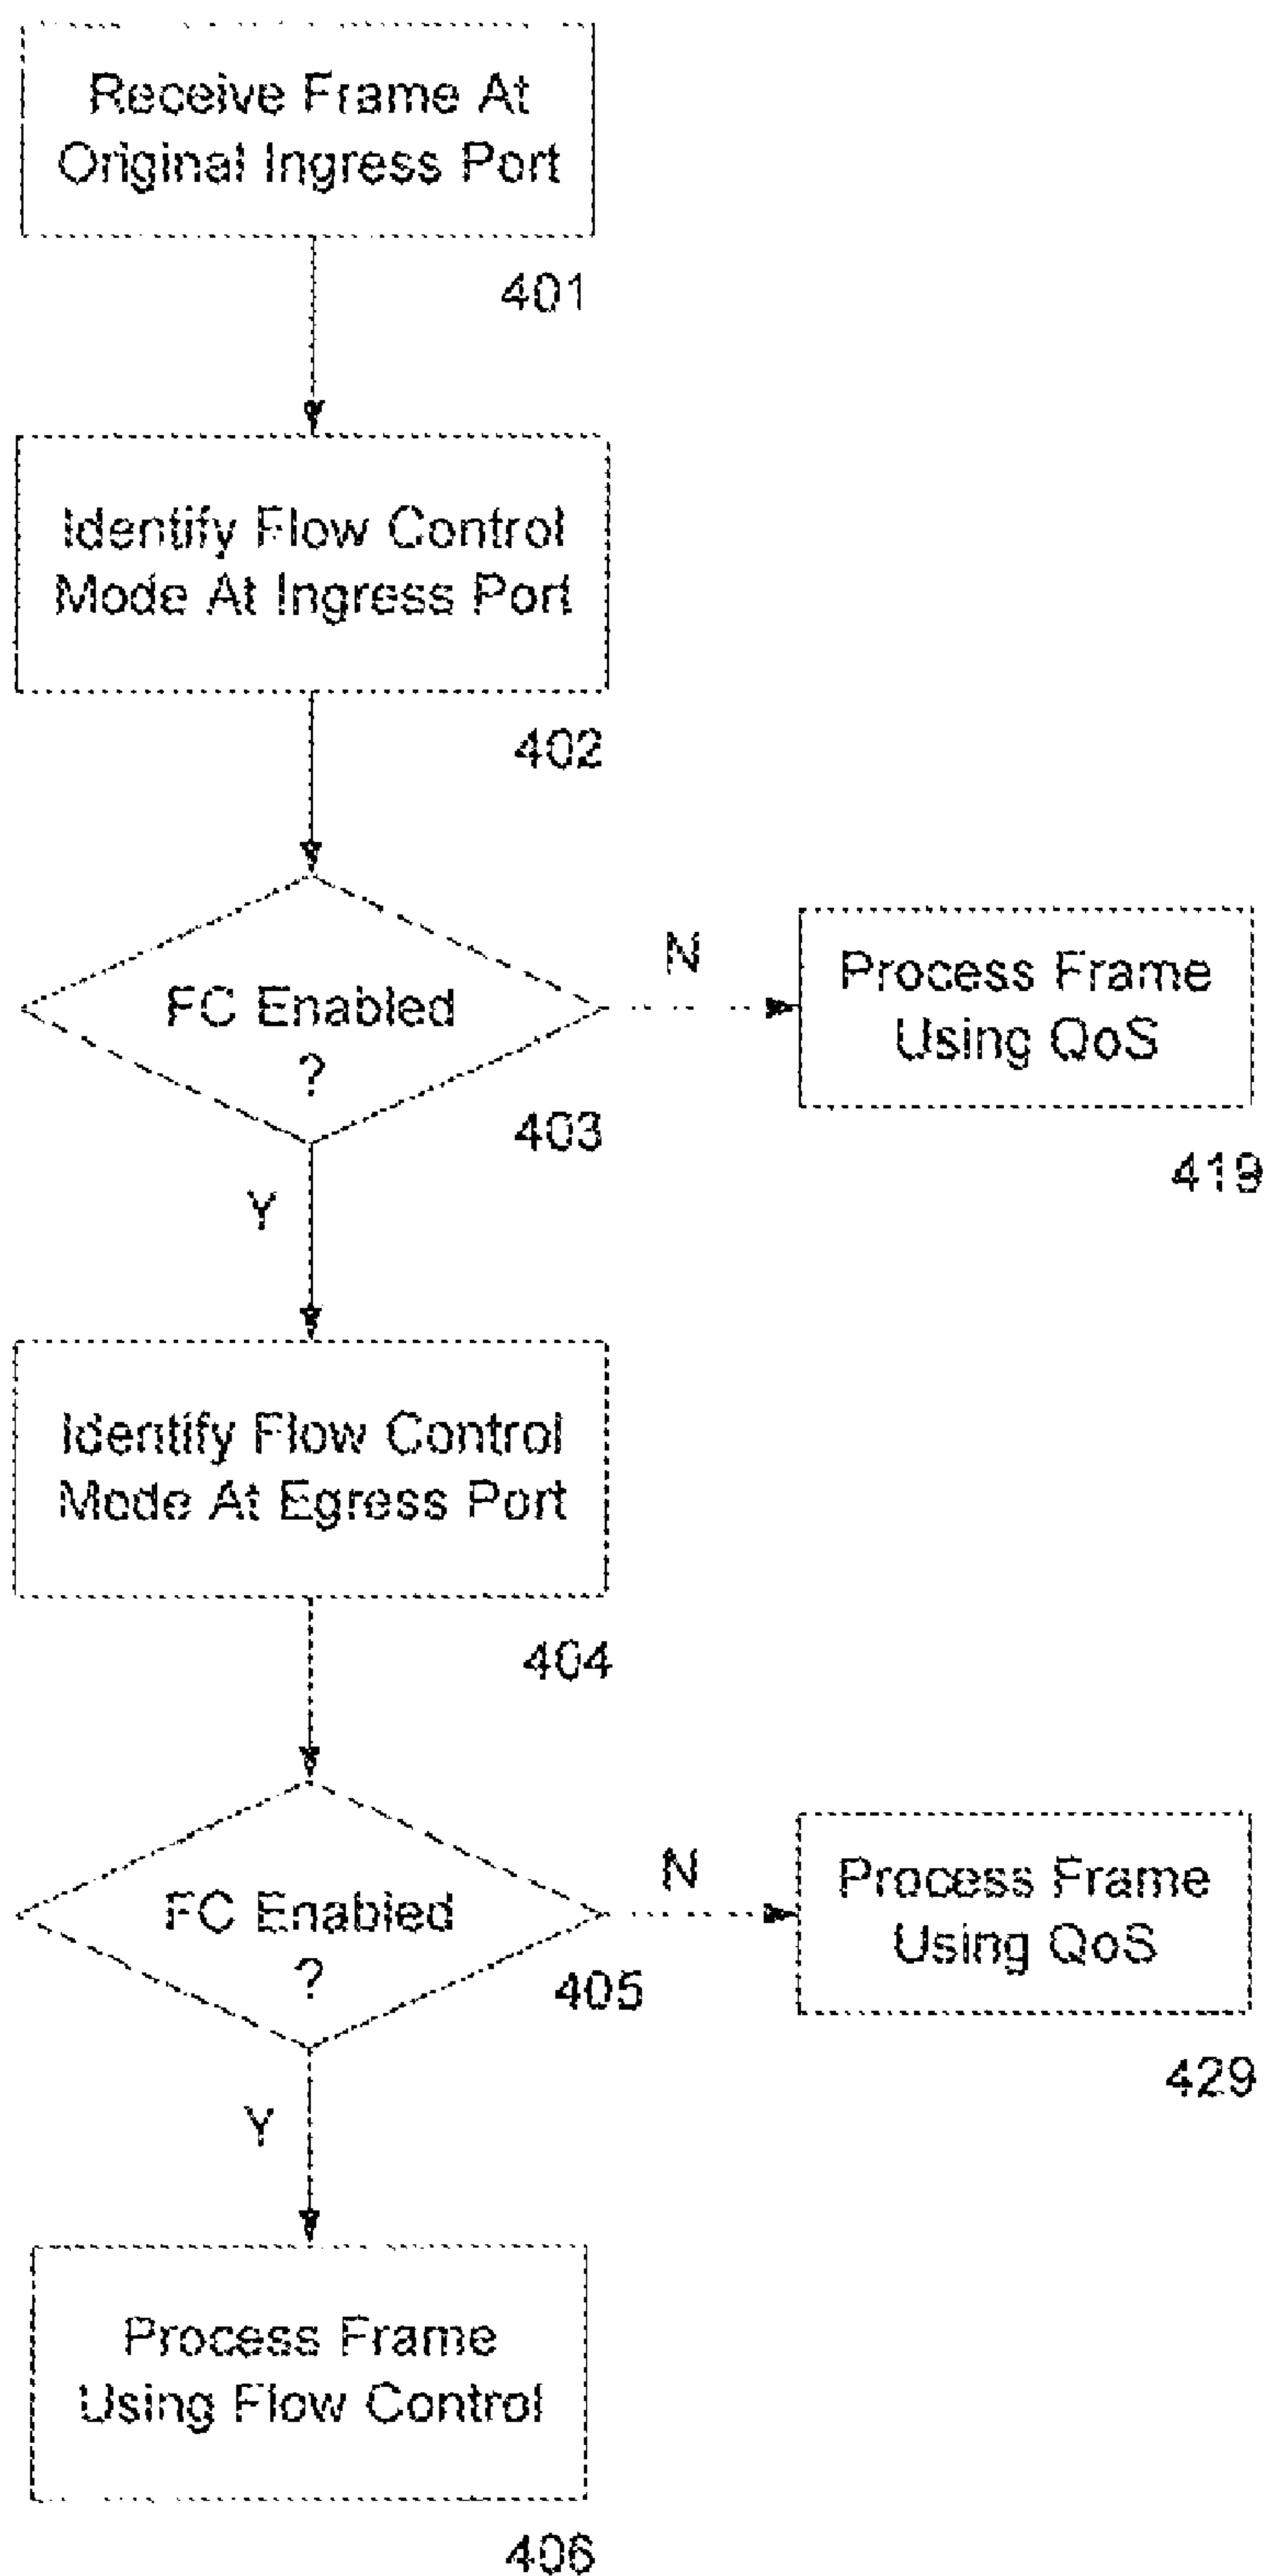 Receive Frame At
Original Ingress Port
401
Identify Flow Control
Mode At Ingress Port
402
FC Enabled
?
403
N
Process Frame
Using QoS
419
Y
Identify Flow Control
Mode At Egress Port
404
FC Enabled
?
405
N
Process Frame
Using QoS
429
Y
Process Frame
Using Flow Control
406